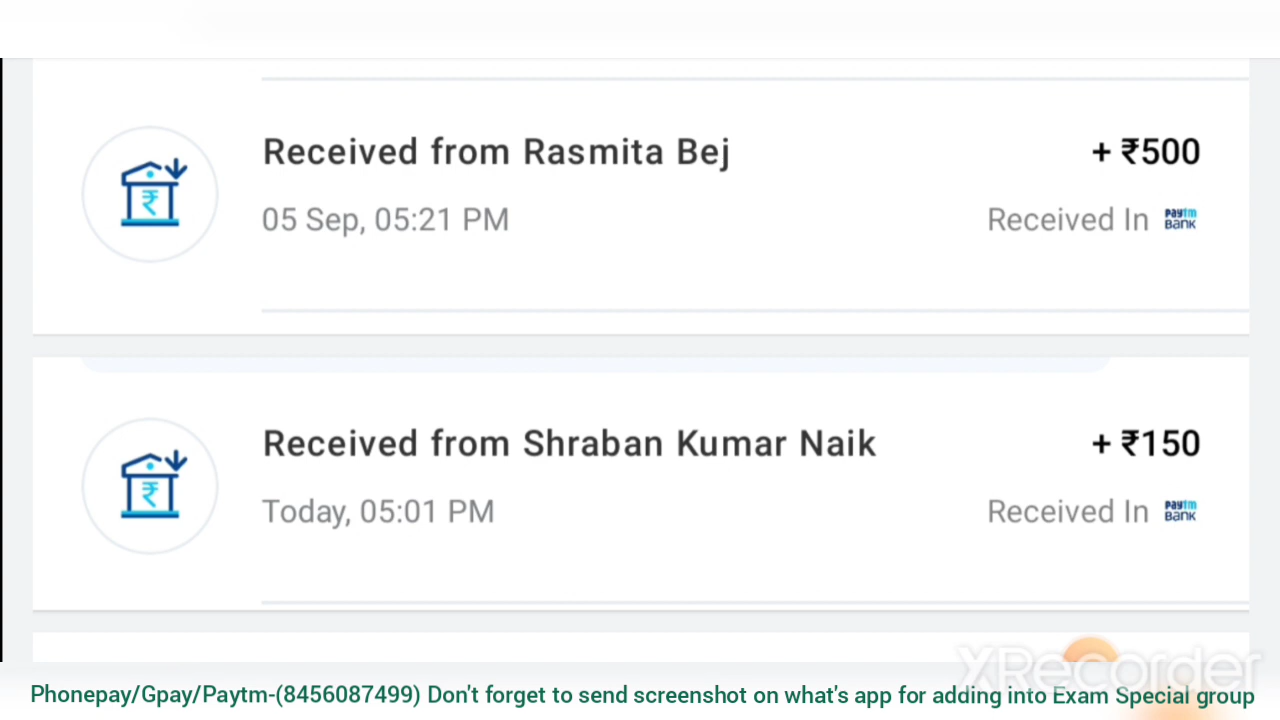 Received from Rasmita Bej + ₹500
05 Sep, 05:21 PM Received In paytm BANK
Received from Shraban Kumar Naik + ₹150
Today, 05:01 PM Received In paytm BANK
XRecorder
Phonepay/Gpay/Paytm-(8456087499) Don't forget to send screenshot on what's app for adding into Exam Special group